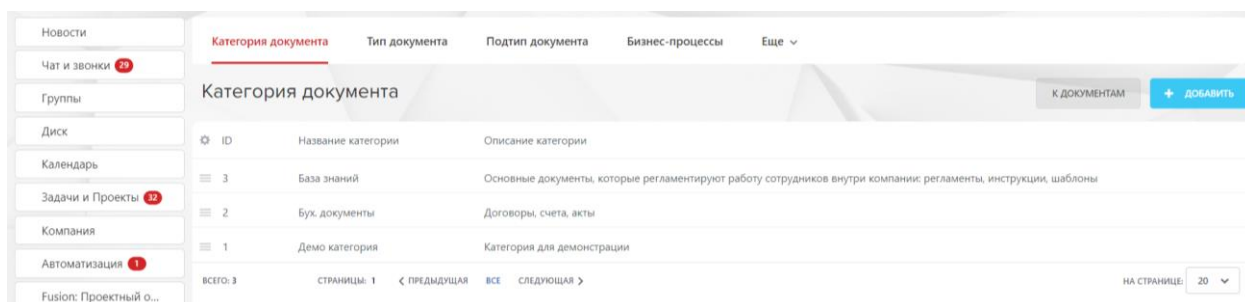 Новости
Чат и звонки 29
Группы
Диск
Календарь
Задачи и Проекты 32
Компания
Автоматизация 1
Fusion: Проектный о...
Категория документа Тип документа Подтип документа Бизнес-процессы Еще
Категория документа
К ДОКУМЕНТАМ + ДОБАВИТЬ
ID Название категории Описание категории
3 База знаний Основные документы, которые регламентируют работу сотрудников внутри компании: регламенты, инструкции, шаблоны
2 Бух. документы Договоры, счета, акты
1 Демо категория Категория для демонстрации
ВСЕГО: 3 СТРАНИЦЫ: 1 < ПРЕДЫДУЩАЯ ВСЕ СЛЕДУЮЩАЯ > НА СТРАНИЦЕ: 20